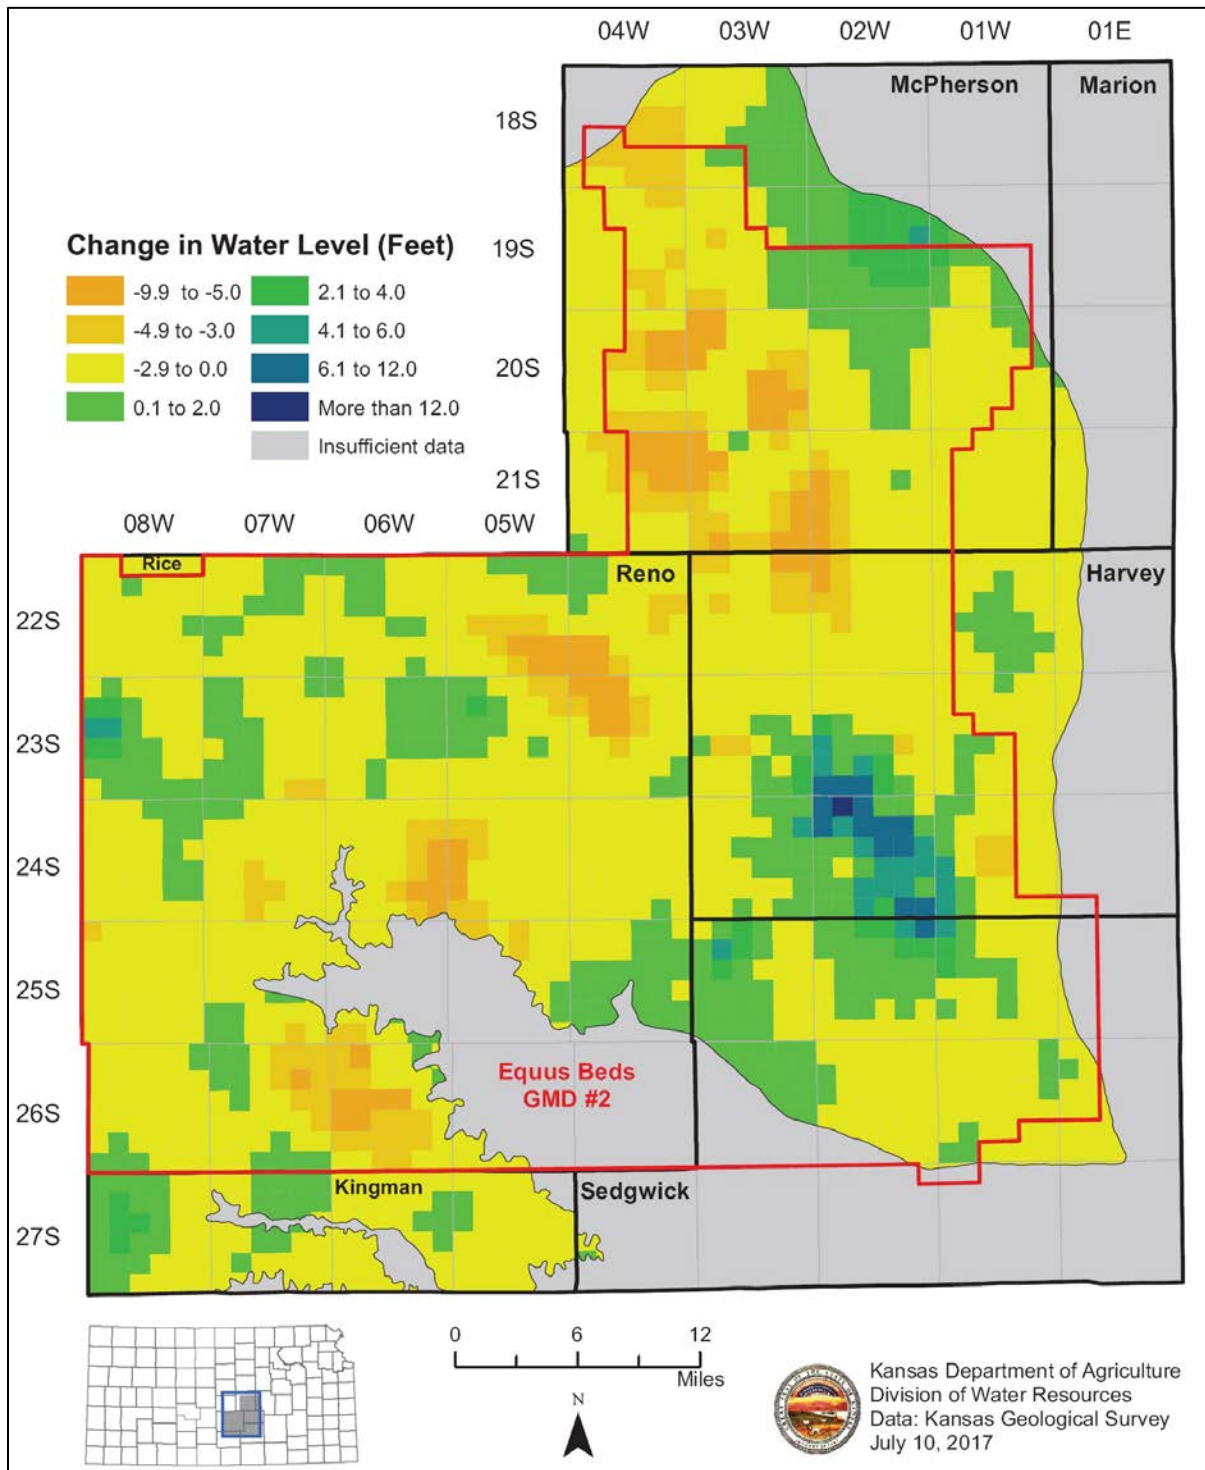 04W 03W 02W 01W 01E
McPherson Marion
18S
19S
20S
21S
Change in Water Level (Feet)
-9.9 to -5.0
-4.9 to -3.0
-2.9 to 0.0
0.1 to 2.0
2.1 to 4.0
4.1 to 6.0
6.1 to 12.0
More than 12.0
Insufficient data
08W 07W 06W 05W
Rice
Reno
Harvey
22S
23S
24S
25S
26S
27S
Equus Beds
GMD #2
Kingman
Sedgwick
0 6 12
Miles
N
Kansas Department of Agriculture
Division of Water Resources
Data: Kansas Geological Survey
July 10, 2017